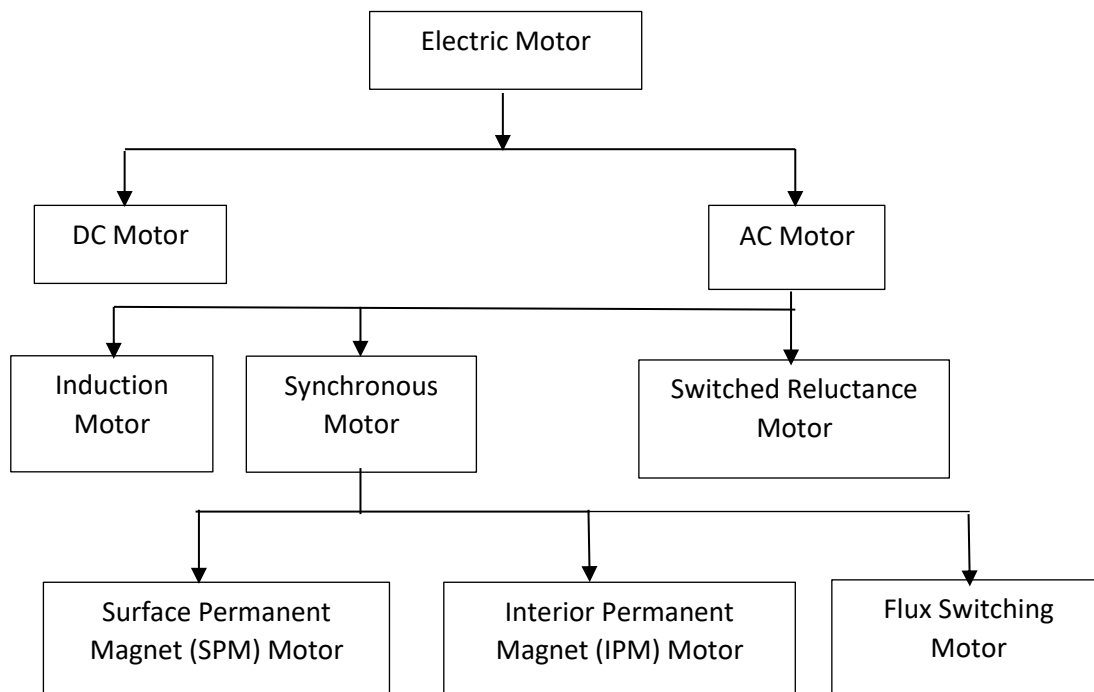 Electric Motor
DC Motor
AC Motor
Induction
Motor
Synchronous
Motor
Switched Reluctance
Motor
Surface Permanent
Magnet (SPM) Motor
Interior Permanent
Magnet (IPM) Motor
Flux Switching
Motor